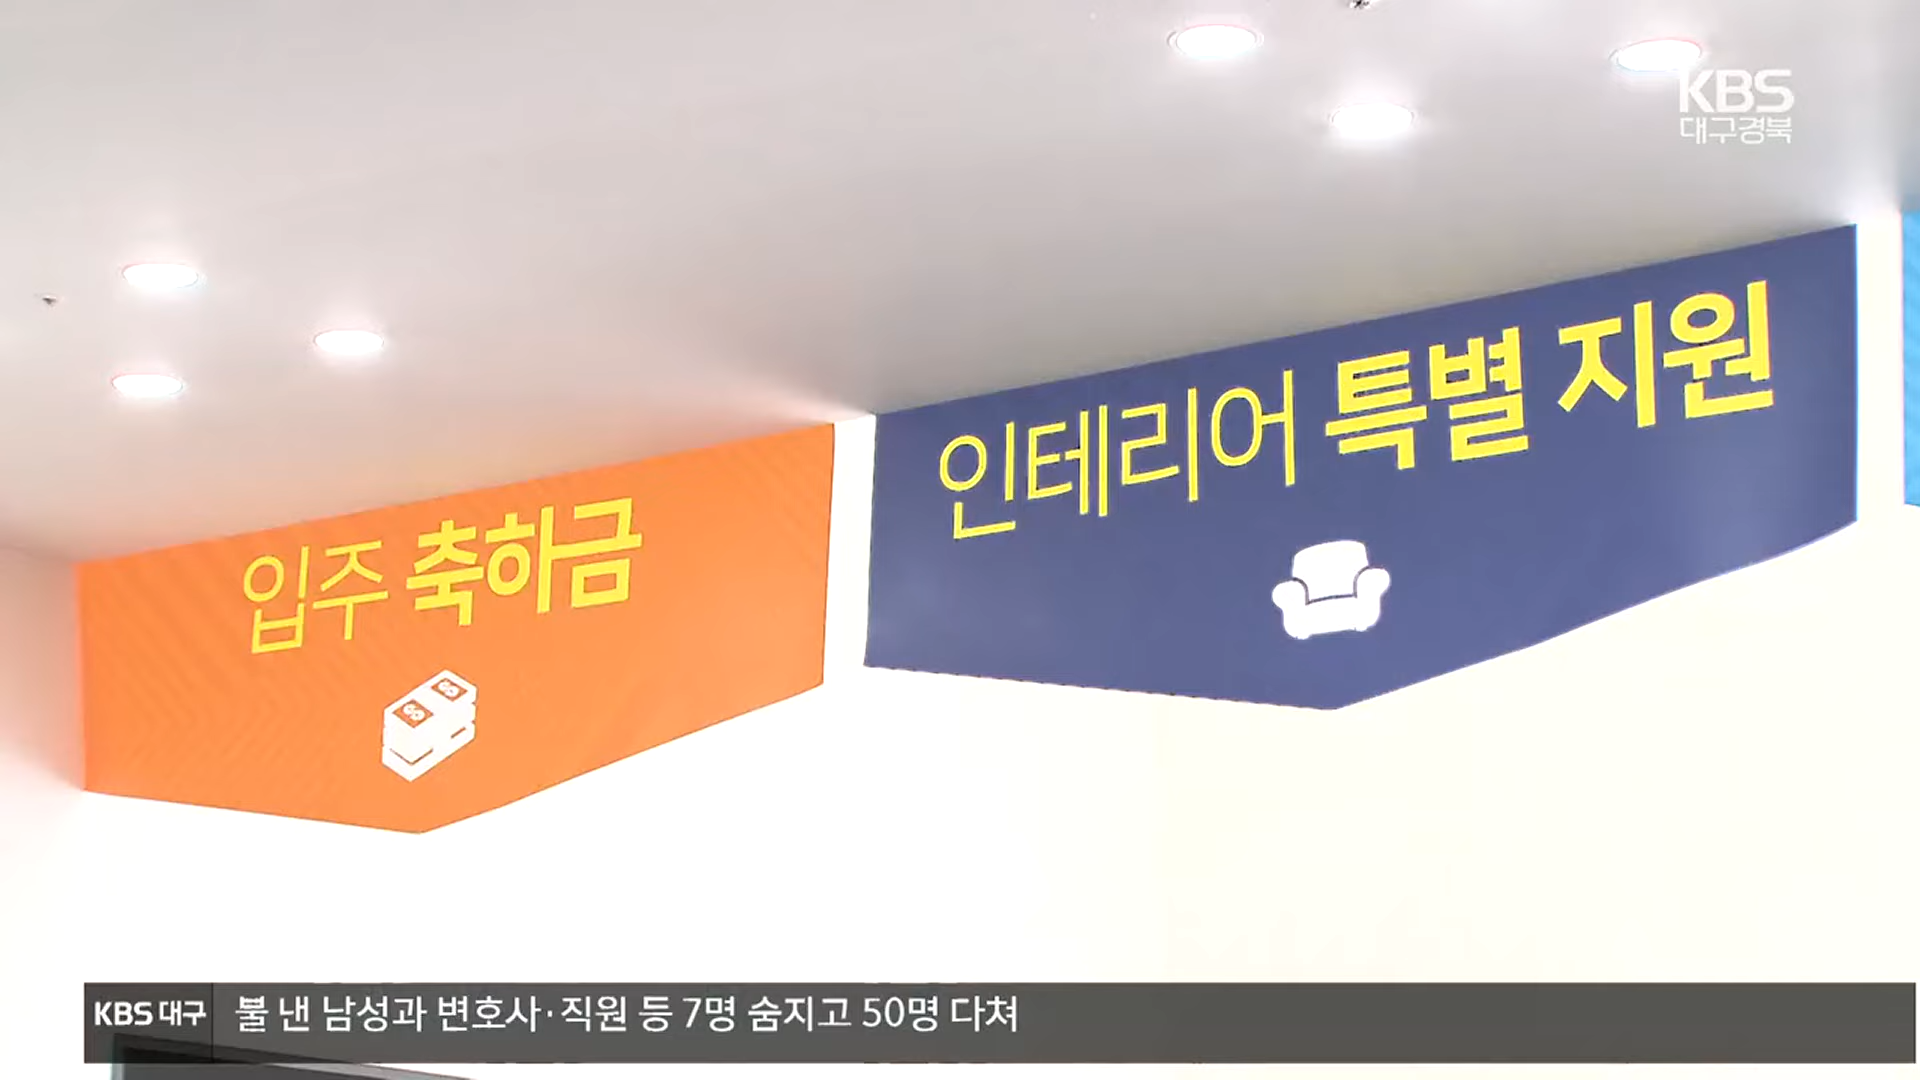 KBS
대구경북
인테리어 특별 지원
입주 축하금
KBS 대구 불 낸 남성과 변호사·직원 등 7명 숨지고 50명 다쳐